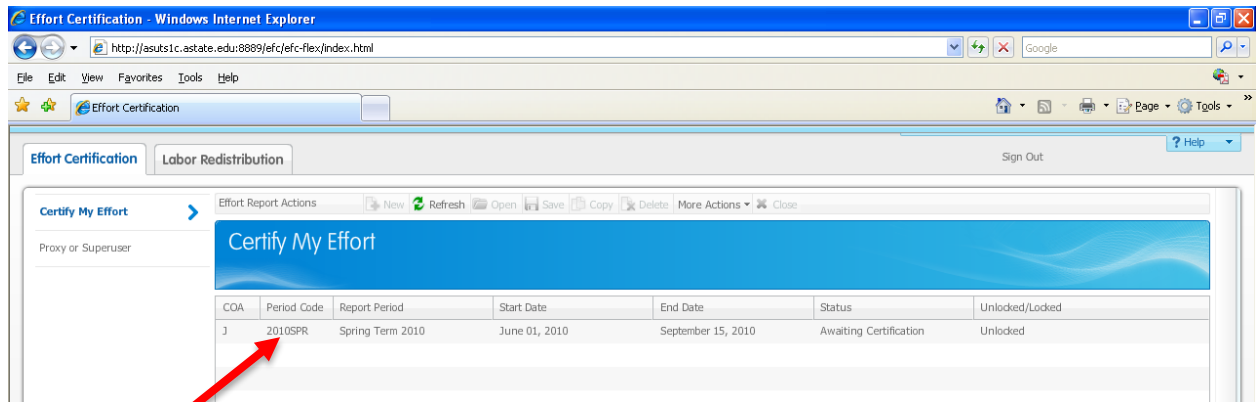 Effort Certification - Windows Internet Explorer
http://asuts1c.astate.edu:8889/efc/efc-flex/index.html
Google
File Edit View Favorites Tools Help
Effort Certification
Page Tools
Effort Certification Labor Redistribution Sign Out ? Help
Certify My Effort
Proxy or Superuser
Effort Report Actions New Refresh Open Save Copy Delete More Actions Close
Certify My Effort
COA Period Code Report Period Start Date End Date Status Unlocked/Locked
J 2010SPR Spring Term 2010 June 01, 2010 September 15, 2010 Awaiting Certification Unlocked